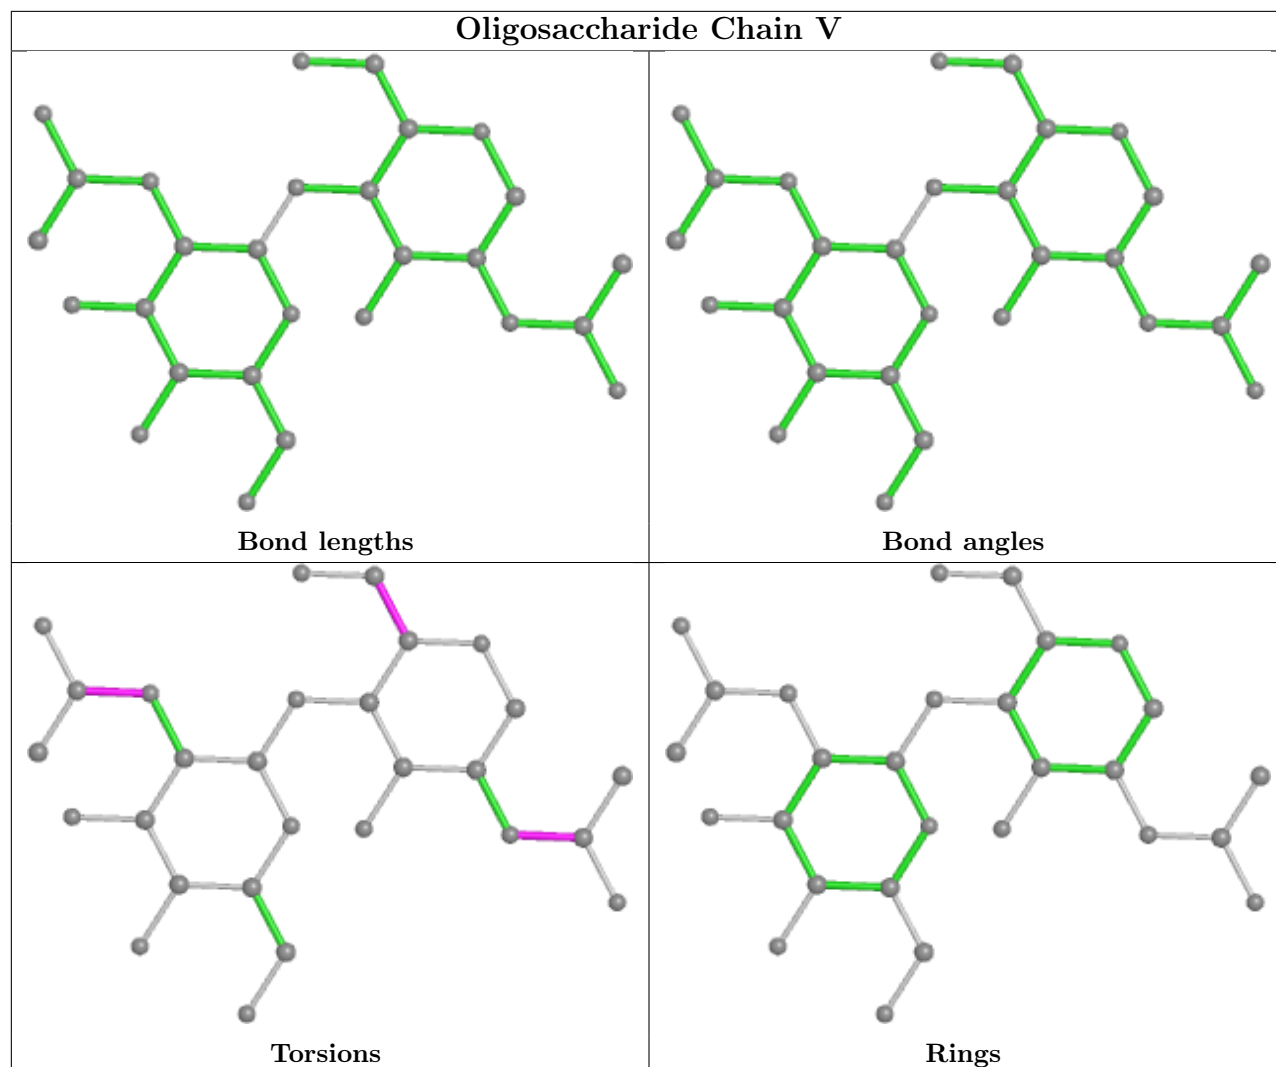 Oligosaccharide Chain V
Bond lengths
Bond angles
Torsions
Rings